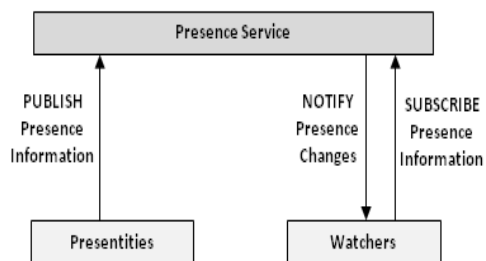 Presence Service
PUBLISH
Presence
Information
NOTIFY
Presence
Changes
SUBSCRIBE
Presence
Information
Presentities
Watchers